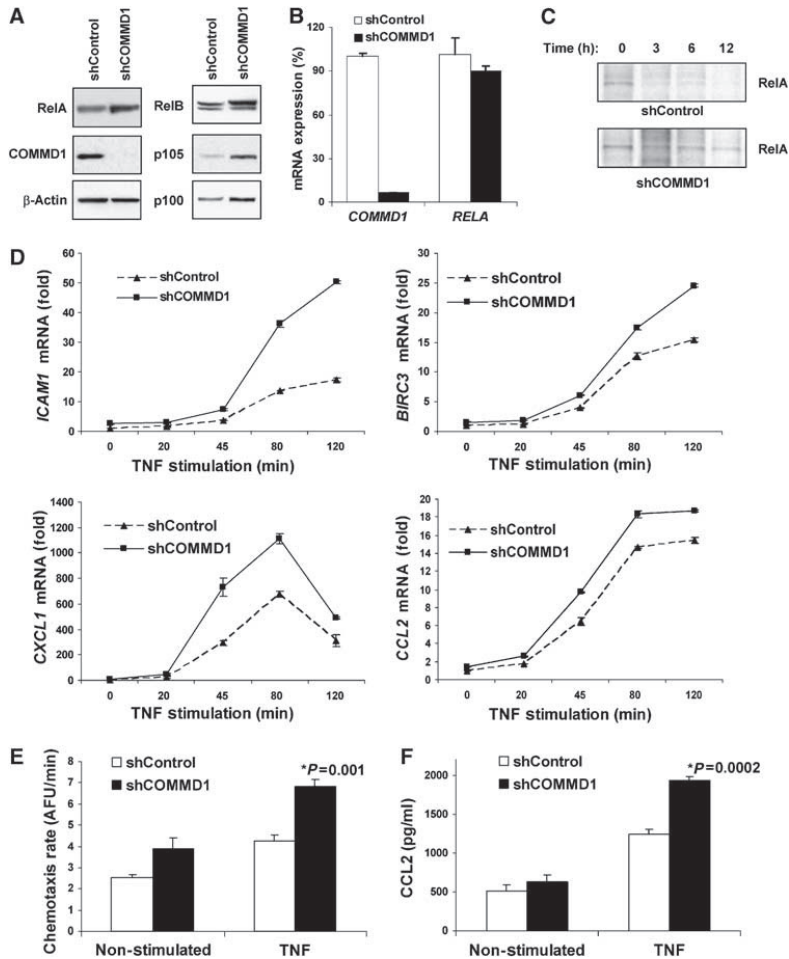 A
shControl
shCOMMD1
shControl
shCOMMD1
RelA
RelB
COMMD1
p105
β-Actin
p100
B
shControl
shCOMMD1
mRNA expression (%)
120
90
60
30
0
COMMD1
RELA
C
Time (h): 0 3 6 12
RelA
shControl
RelA
shCOMMD1
D
shControl
shCOMMD1
ICAM1 mRNA (fold)
60
50
40
30
20
10
0
0 20 45 80 120
TNF stimulation (min)
shControl
shCOMMD1
BIRC3 mRNA (fold)
30
25
20
15
10
5
0
0 20 45 80 120
TNF stimulation (min)
shControl
shCOMMD1
CXCL1 mRNA (fold)
1400
1200
1000
800
600
400
200
0
0 20 45 80 120
TNF stimulation (min)
shControl
shCOMMD1
CCL2 mRNA (fold)
20
18
16
14
12
10
8
6
4
2
0
0 20 45 80 120
TNF stimulation (min)
E
shControl
shCOMMD1
*P=0.001
Chemotaxis rate (AFU/min)
8
7
6
5
4
3
2
1
0
Non-stimulated
TNF
F
shControl
shCOMMD1
*P=0.0002
CCL2 (pg/ml)
2000
1500
1000
500
0
Non-stimulated
TNF